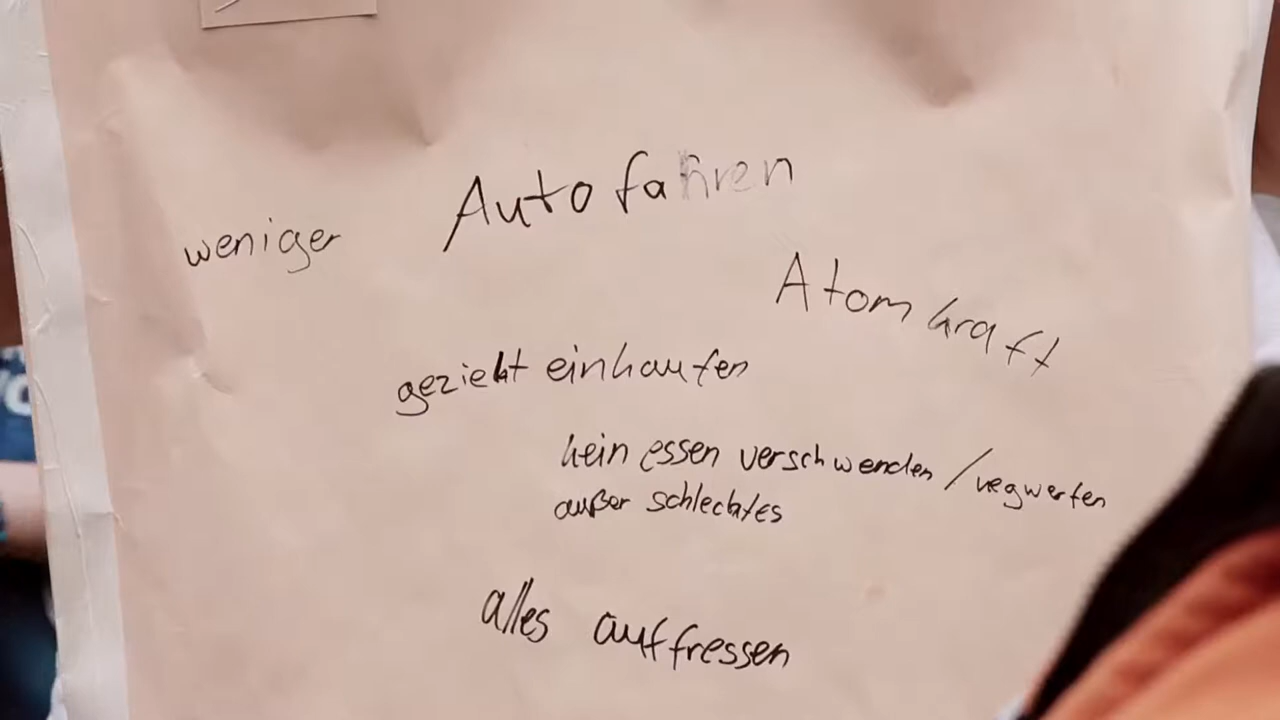 weniger Autofahren
Atomkraft
gezielt einkaufen
kein essen verschwenden / wegwerfen
außer schlechtes
alles auffressen